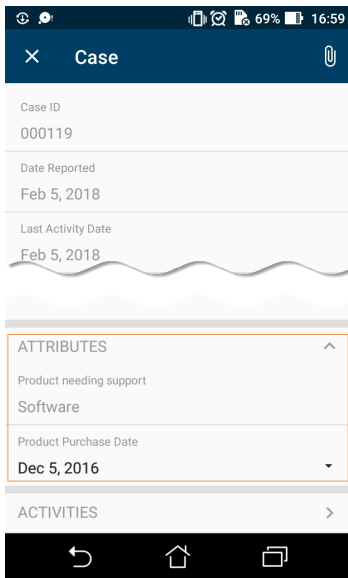 69% 16:59
Case
Case ID
000119
Date Reported
Feb 5, 2018
Last Activity Date
Feb 5, 2018
ATTRIBUTES
Product needing support
Software
Product Purchase Date
Dec 5, 2016
ACTIVITIES